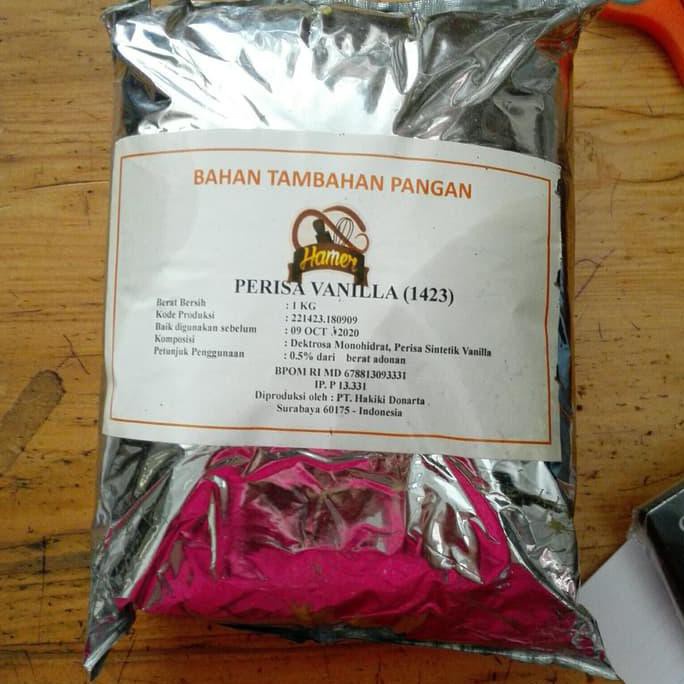 BAHAN TAMBAHAN PANGAN
Hamer
PERISA VANILLA (1423)
Berat Bersih : 1 KG
Kode Produksi : 221423.180909
Baik digunakan sebelum : 09 OCT 2020
Komposisi : Dektrosa Monohidrat, Perisa Sintetik Vanilla
Petunjuk Penggunaan : 0.5% dari berat adonan
BPOM RI MD 678813093331
IP. P 13.331
Diproduksi oleh : PT. Hakiki Donarta
Surabaya 60175 - Indonesia